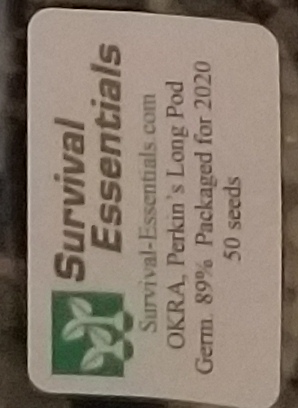 Survival
Essentials
Survival-Essentials.com
OKRA, Perkin's Long Pod
Germ. 89% Packaged for 2020
50 seeds